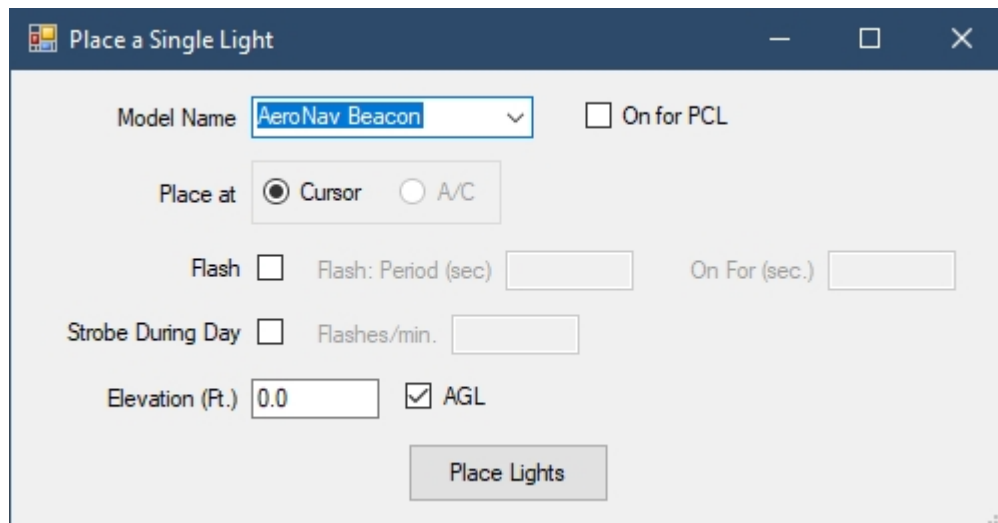 Place a Single Light
Model Name AeroNav Beacon On for PCL
Place at Cursor A/C
Flash Flash: Period (sec) On For (sec.)
Strobe During Day Flashes/min.
Elevation (Ft.) 0.0 AGL
Place Lights